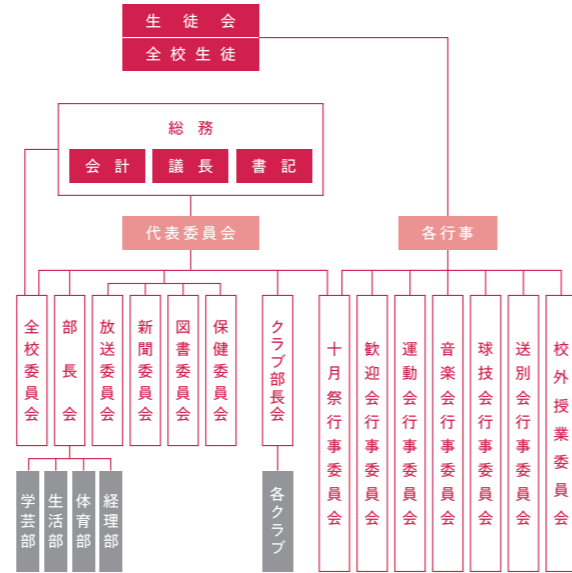 生徒会
全校生徒
総務
会計
議長
書記
代表委員会
各行事
全校委員会
部長会
放送委員会
新聞委員会
図書委員会
保健委員会
クラブ部長会
十月祭行事委員会
歓迎会行事委員会
運動会行事委員会
音楽会行事委員会
球技会行事委員会
送別会行事委員会
校外授業委員会
学芸部
生活部
体育部
経理部
各クラブ